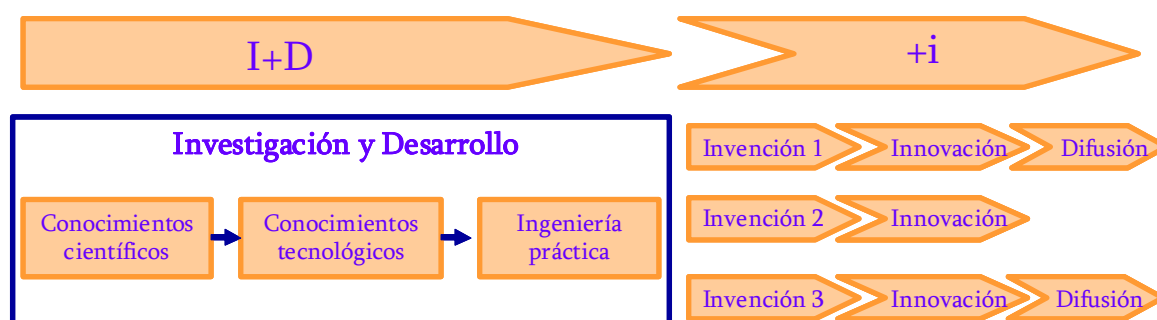 I+D
+i
Investigación y Desarrollo
Conocimientos
científicos
Conocimientos
tecnológicos
Ingeniería
práctica
Invención 1
Innovación
Difusión
Invención 2
Innovación
Invención 3
Innovación
Difusión